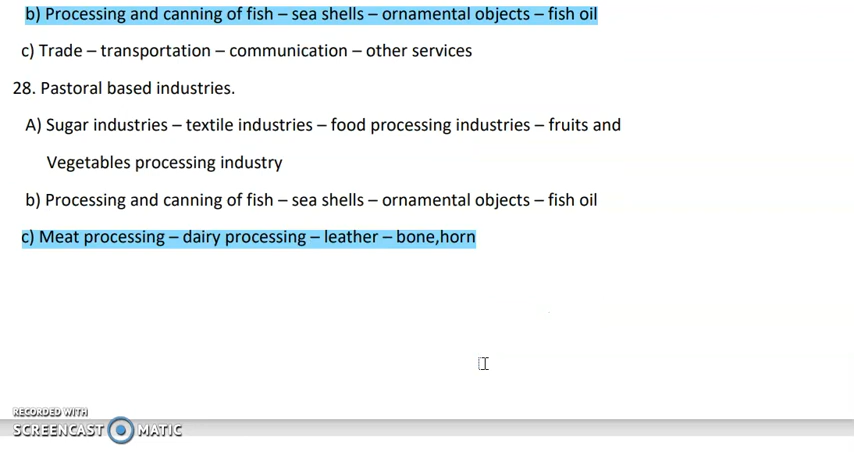 b) Processing and canning of fish – sea shells – ornamental objects – fish oil
c) Trade – transportation – communication – other services
28. Pastoral based industries.
A) Sugar industries – textile industries – food processing industries – fruits and
Vegetables processing industry
b) Processing and canning of fish – sea shells – ornamental objects – fish oil
c) Meat processing – dairy processing – leather – bone,horn
RECORDED WITH
SCREENCAST MATIC